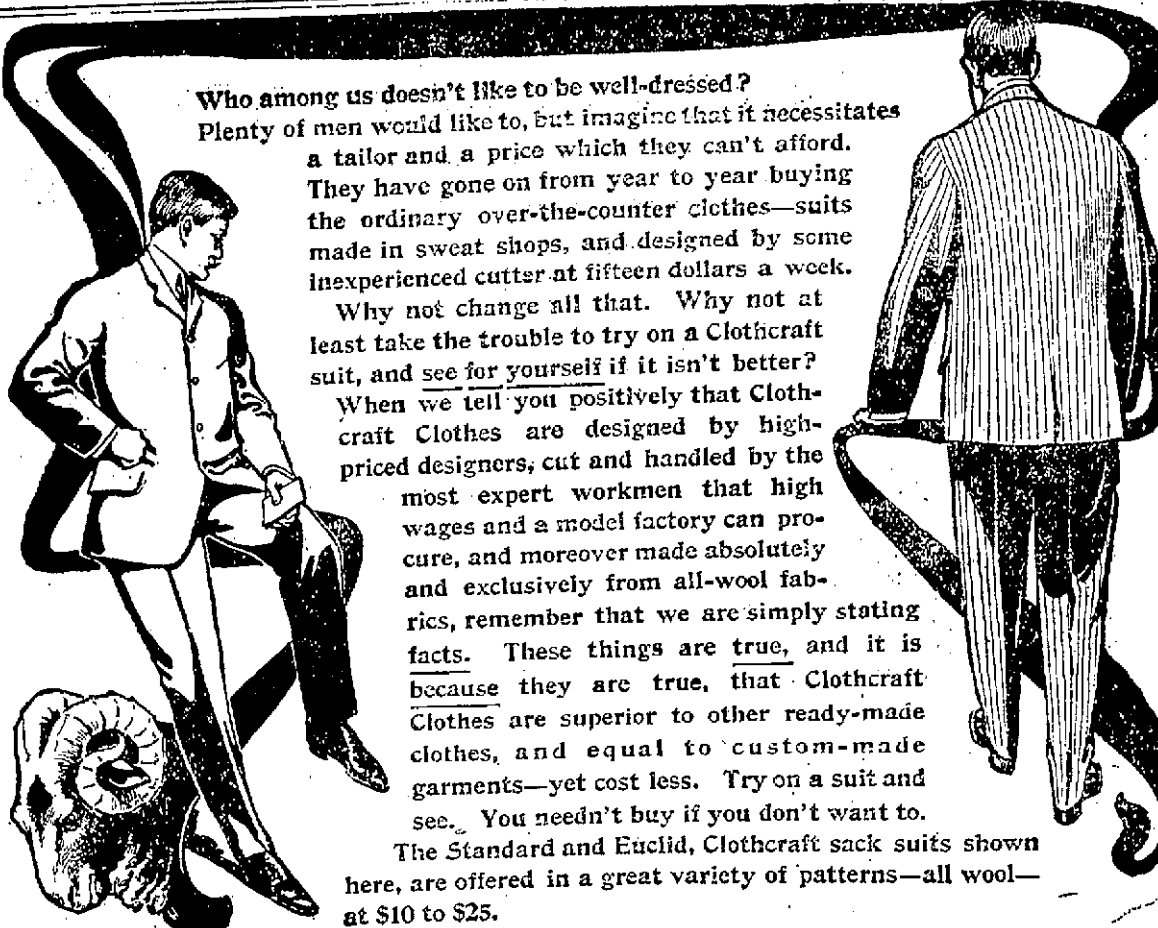 Who among us doesn't like to be well-dressed?
Plenty of men would like to, but imagine that it necessitates
a tailor and a price which they can't afford.
They have gone on from year to year buying
the ordinary over-the-counter clothes—suits
made in sweat shops, and designed by some
inexperienced cutter at fifteen dollars a week.
Why not change all that. Why not at
least take the trouble to try on a Clothcraft
suit, and see for yourself if it isn't better?
When we tell you positively that Cloth-
craft Clothes are designed by high-
priced designers, cut and handled by the
most expert workmen that high
wages and a model factory can pro-
cure, and moreover made absolutely
and exclusively from all-wool fab-
rics, remember that we are simply stating
facts. These things are true, and it is
because they are true, that Clothcraft
Clothes are superior to other ready-made
clothes, and equal to custom-made
garments—yet cost less. Try on a suit and
see. You needn't buy if you don't want to.
The Standard and Euclid, Clothcraft sack suits shown
here, are offered in a great variety of patterns—all wool—
at $10 to $25.